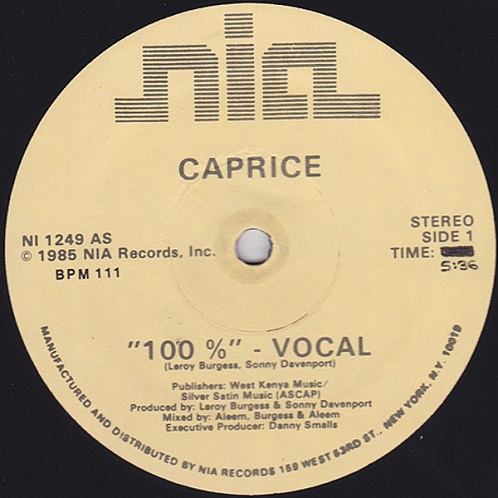 nia
CAPRICE
NI 1249 AS
© 1985 NIA Records, Inc.
BPM 111
STEREO
SIDE 1
TIME:
5:36
"100 %" - VOCAL
(Leroy Burgess, Sonny Davenport)
Publishers: West Kenya Music/
Silver Satin Music (ASCAP)
Produced by: Leroy Burgess & Sonny Davenport
Mixed by: Aleem, Burgess & Aleem
Executive Producer: Danny Smalls
MANUFACTURED AND DISTRIBUTED BY NIA RECORDS 159 WEST 53RD ST., NEW YORK, N.Y. 10019